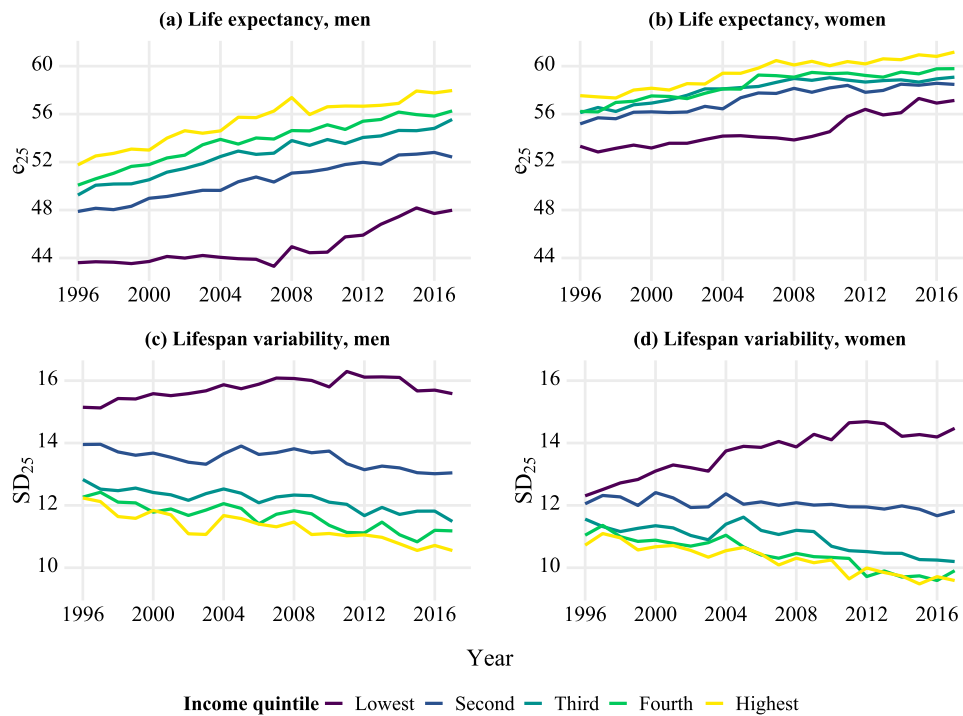 (a) Life expectancy, men
(b) Life expectancy, women
60
56
52
48
44
e25
1996 2000 2004 2008 2012 2016
60
56
52
48
44
e25
1996 2000 2004 2008 2012 2016
(c) Lifespan variability, men
(d) Lifespan variability, women
16
14
12
10
SD25
1996 2000 2004 2008 2012 2016
16
14
12
10
SD25
1996 2000 2004 2008 2012 2016
Year
Income quintile Lowest Second Third Fourth Highest